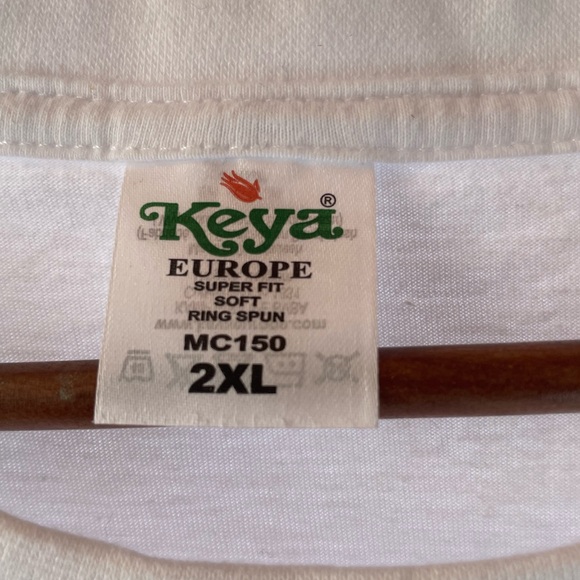 Keya®
EUROPE
SUPER FIT
SOFT
RING SPUN
MC150
2XL